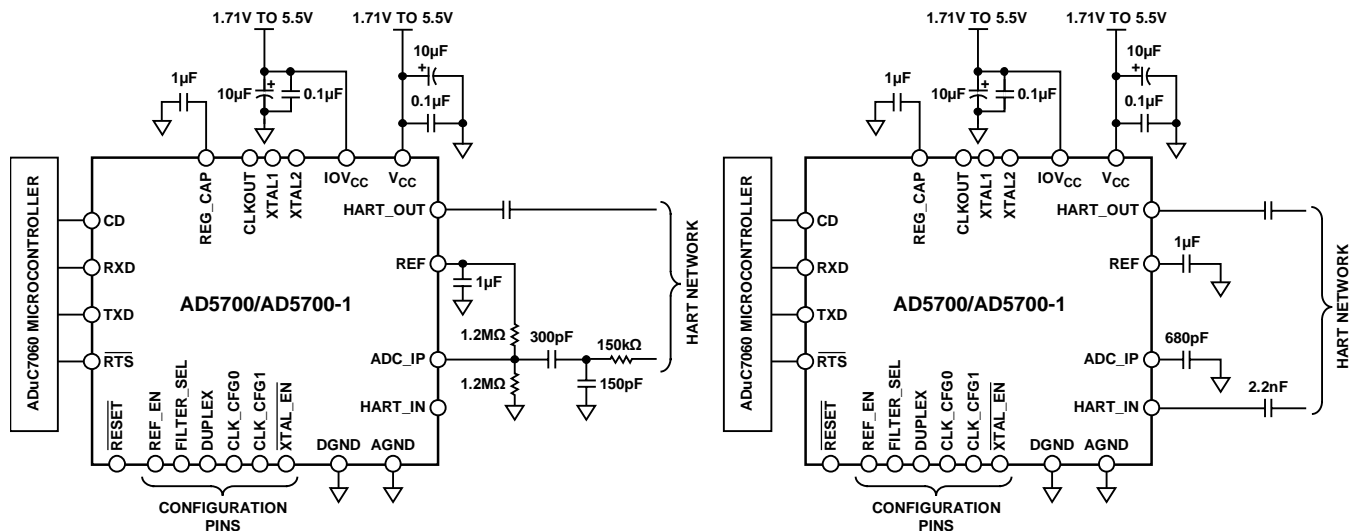 1.71V TO 5.5V
1.71V TO 5.5V
10µF
1µF
10µF
0.1µF
0.1µF
ADuC7060 MICROCONTROLLER
REG_CAP
CLKOUT
XTAL1
XTAL2
IOVCC
VCC
CD
RXD
TXD
RTS
HART_OUT
REF
1µF
AD5700/AD5700-1
1.2MΩ
300pF
150kΩ
ADC_IP
1.2MΩ
150pF
HART_IN
HART NETWORK
RESET
REF_EN
FILTER_SEL
DUPLEX
CLK_CFG0
CLK_CFG1
XTAL_EN
DGND
AGND
CONFIGURATION
PINS
1.71V TO 5.5V
1.71V TO 5.5V
10µF
1µF
10µF
0.1µF
0.1µF
ADuC7060 MICROCONTROLLER
REG_CAP
CLKOUT
XTAL1
XTAL2
IOVCC
VCC
CD
RXD
TXD
RTS
HART_OUT
1µF
REF
AD5700/AD5700-1
680pF
ADC_IP
2.2nF
HART_IN
HART NETWORK
RESET
REF_EN
FILTER_SEL
DUPLEX
CLK_CFG0
CLK_CFG1
XTAL_EN
DGND
AGND
CONFIGURATION
PINS